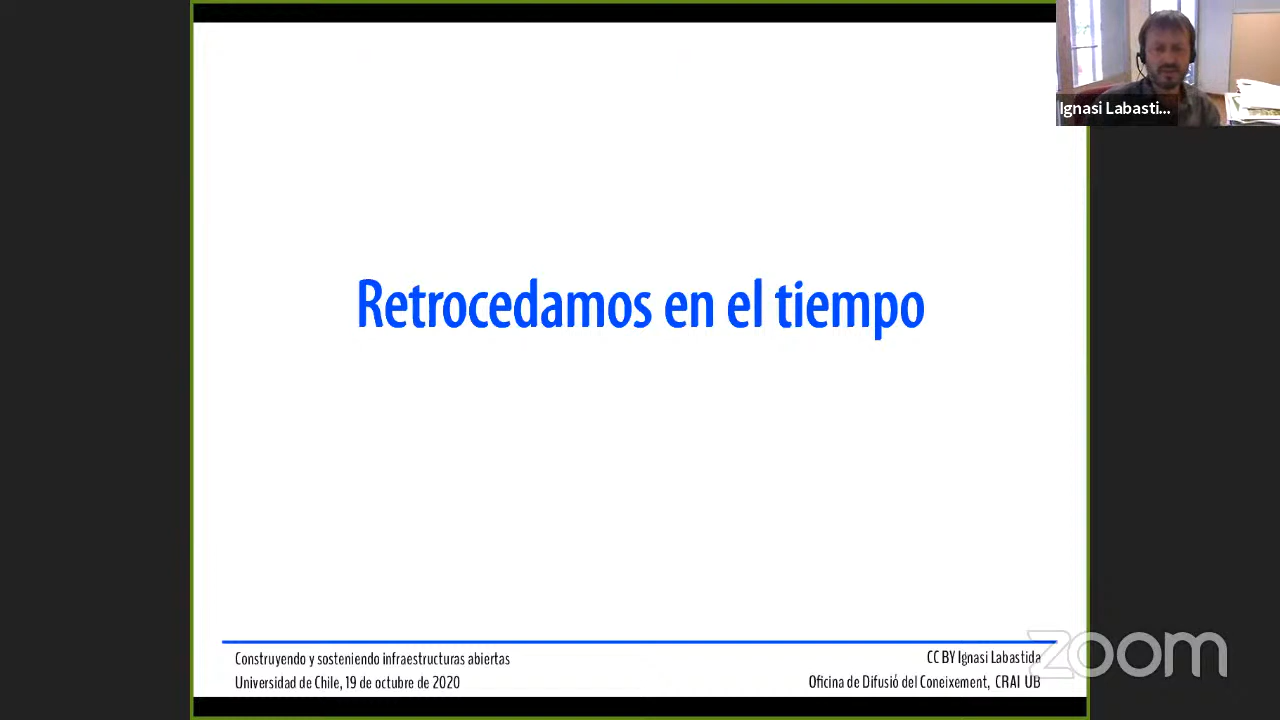 Ignasi Labasti...
Retrocedamos en el tiempo
Construyendo y sosteniendo infraestructuras abiertas
Universidad de Chile, 19 de octubre de 2020
CC BY Ignasi Labastida
Oficina de Difusió del Coneixement, CRAI UB
zoom